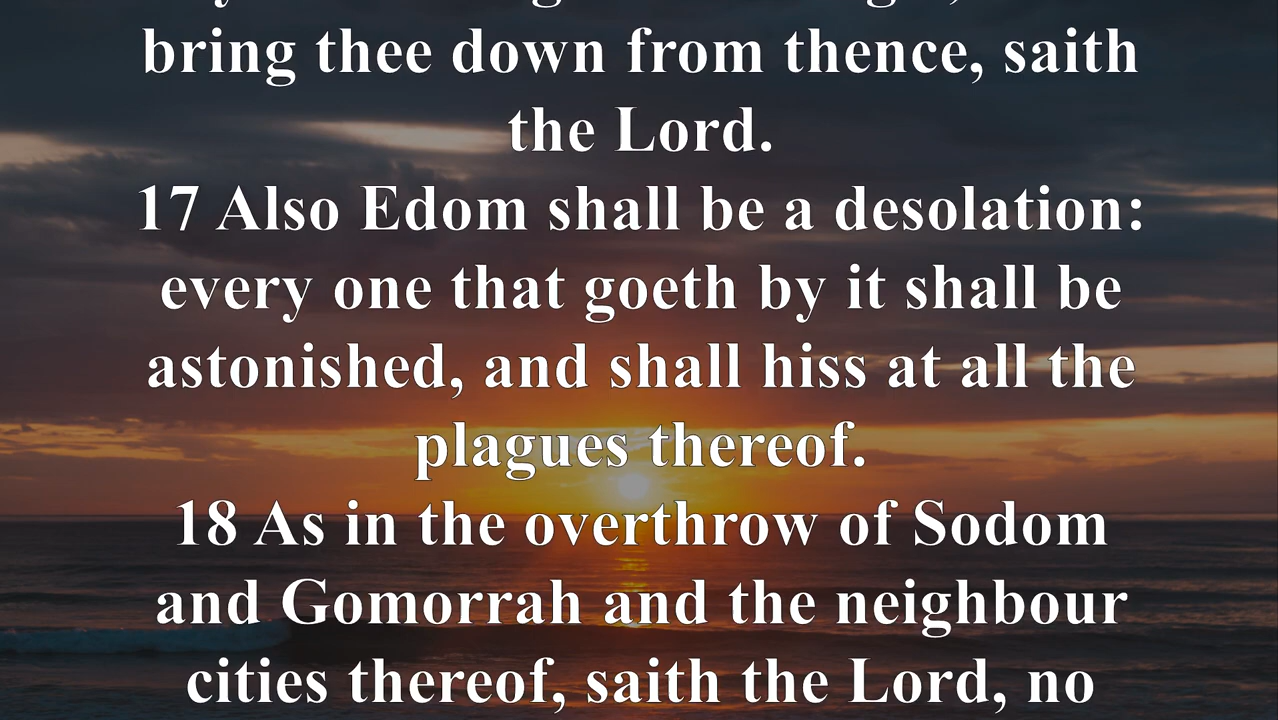 bring thee down from thence, saith
the Lord.
17 Also Edom shall be a desolation:
every one that goeth by it shall be
astonished, and shall hiss at all the
plagues thereof.
18 As in the overthrow of Sodom
and Gomorrah and the neighbour
cities thereof, saith the Lord, no